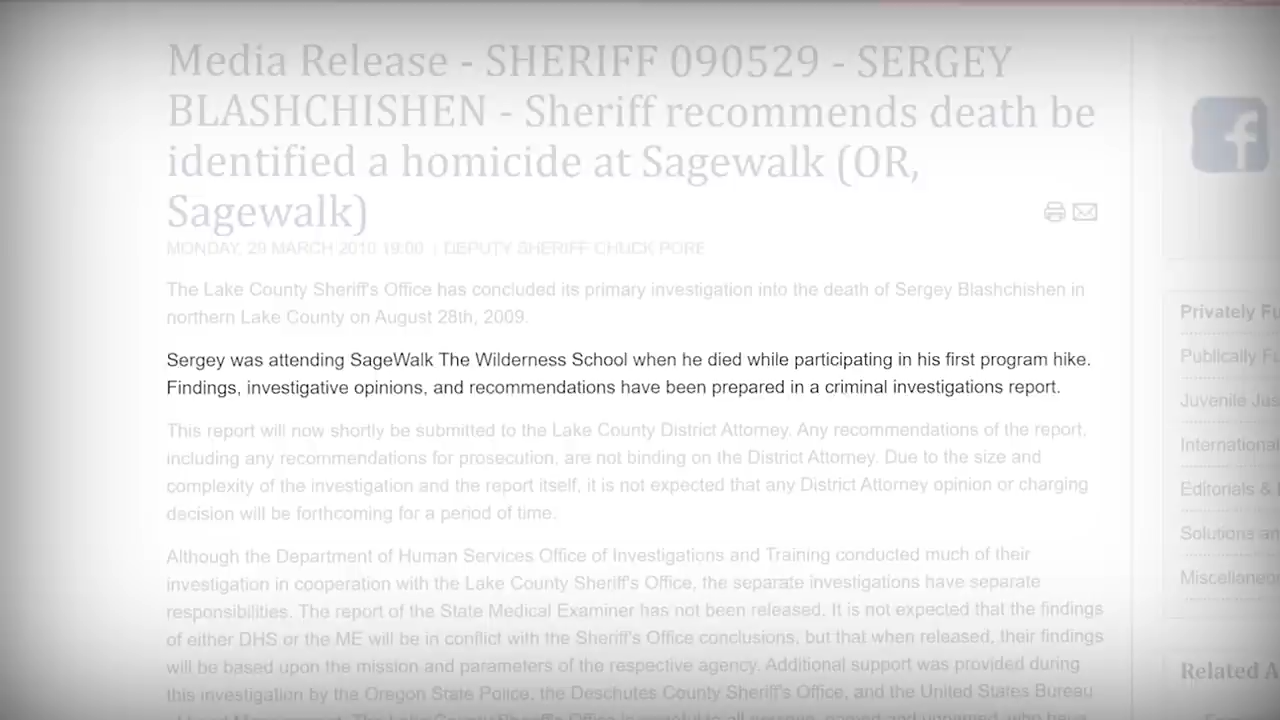 Media Release - SHERIFF 090529 - SERGEY
BLASHCHISHEN - Sheriff recommends death be
identified a homicide at Sagewalk (OR,
Sagewalk)
MONDAY, 29 MARCH 2010 19:00 | DEPUTY SHERIFF CHUCK PORE
The Lake County Sheriff's Office has concluded its primary investigation into the death of Sergey Blashchishen in
northern Lake County on August 28th, 2009.
Sergey was attending SageWalk The Wilderness School when he died while participating in his first program hike.
Findings, investigative opinions, and recommendations have been prepared in a criminal investigations report.
This report will now shortly be submitted to the Lake County District Attorney. Any recommendations of the report,
including any recommendations for prosecution, are not binding on the District Attorney. Due to the size and
complexity of the investigation and the report itself, it is not expected that any District Attorney opinion or charging
decision will be forthcoming for a period of time.
Although the Department of Human Services Office of Investigations and Training conducted much of their
investigation in cooperation with the Lake County Sheriff's Office, the separate investigations have separate
responsibilities. The report of the State Medical Examiner has not been released. It is not expected that the findings
of either DHS or the ME will be in conflict with the Sheriff's Office conclusions, but that when released, their findings
will be based upon the mission and parameters of the respective agency. Additional support was provided during
this investigation by the Oregon State Police, the Deschutes County Sheriff's Office, and the United States Bureau
f
Privately Fu
Publically Fu
Juvenile Jus
International
Editorials &
Solutions an
Miscellaneo
Related A